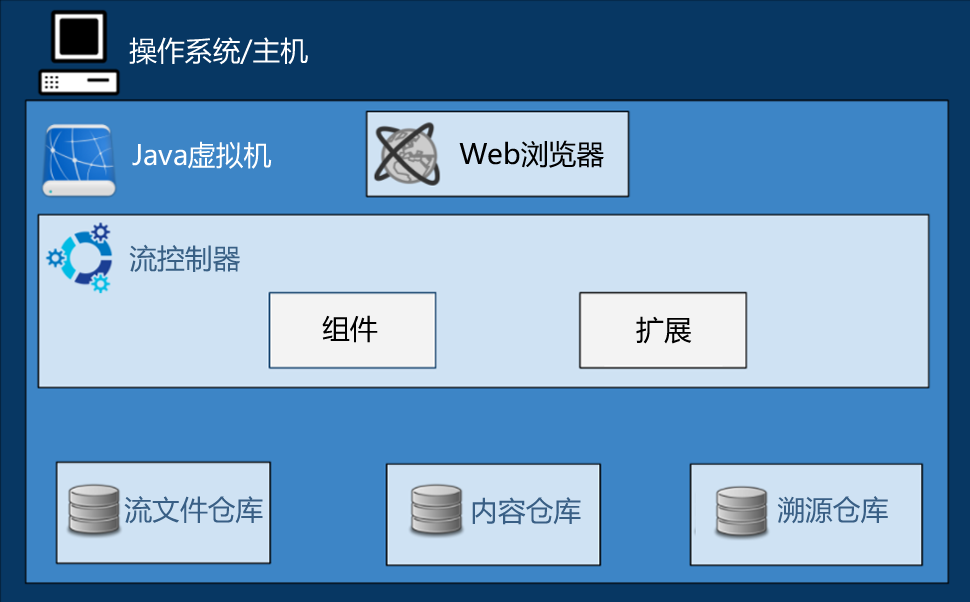 操作系统/主机
Java虚拟机
Web浏览器
流控制器
组件
扩展
流文件仓库
内容仓库
溯源仓库